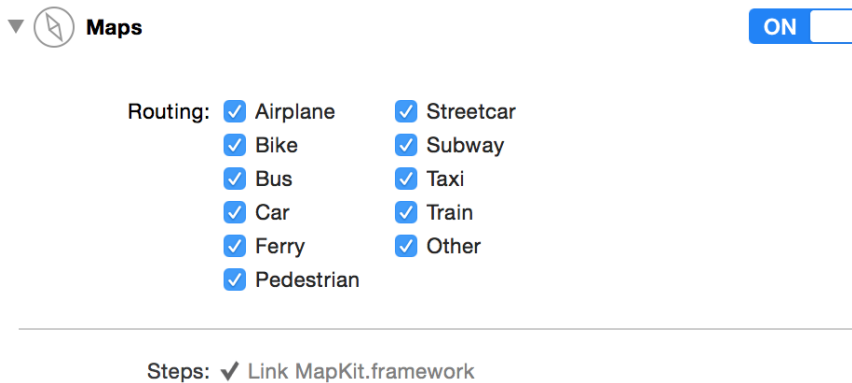 Maps
ON
Routing: Airplane Streetcar
Bike Subway
Bus Taxi
Car Train
Ferry Other
Pedestrian
Steps: Link MapKit.framework